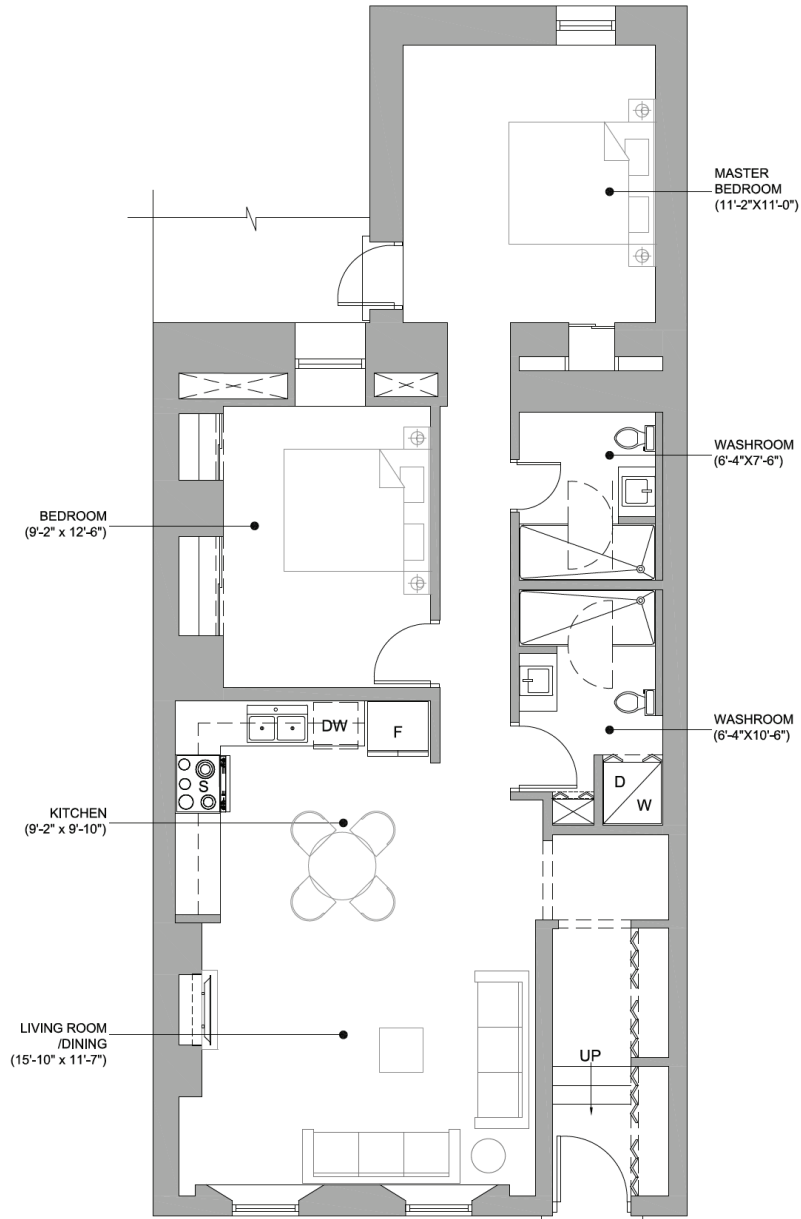 MASTER
BEDROOM
(11'-2"X11'-0")
WASHROOM
(6'-4"X7'-6")
BEDROOM
(9'-2" x 12'-6")
WASHROOM
(6'-4"X10'-6")
DW
F
S
D
W
KITCHEN
(9'-2" x 9'-10")
LIVING ROOM
/DINING
(15'-10" x 11'-7")
UP